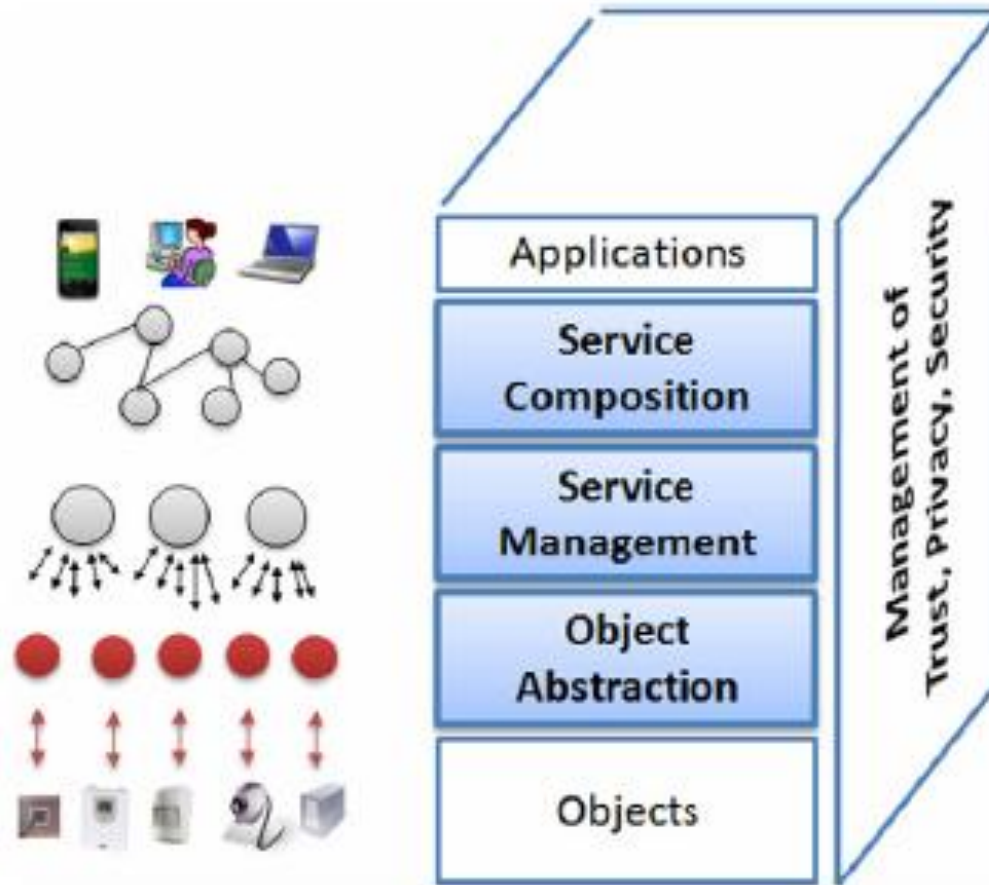 Applications
Service
Composition
Service
Management
Object
Abstraction
Objects
Management of
Trust, Privacy, Security